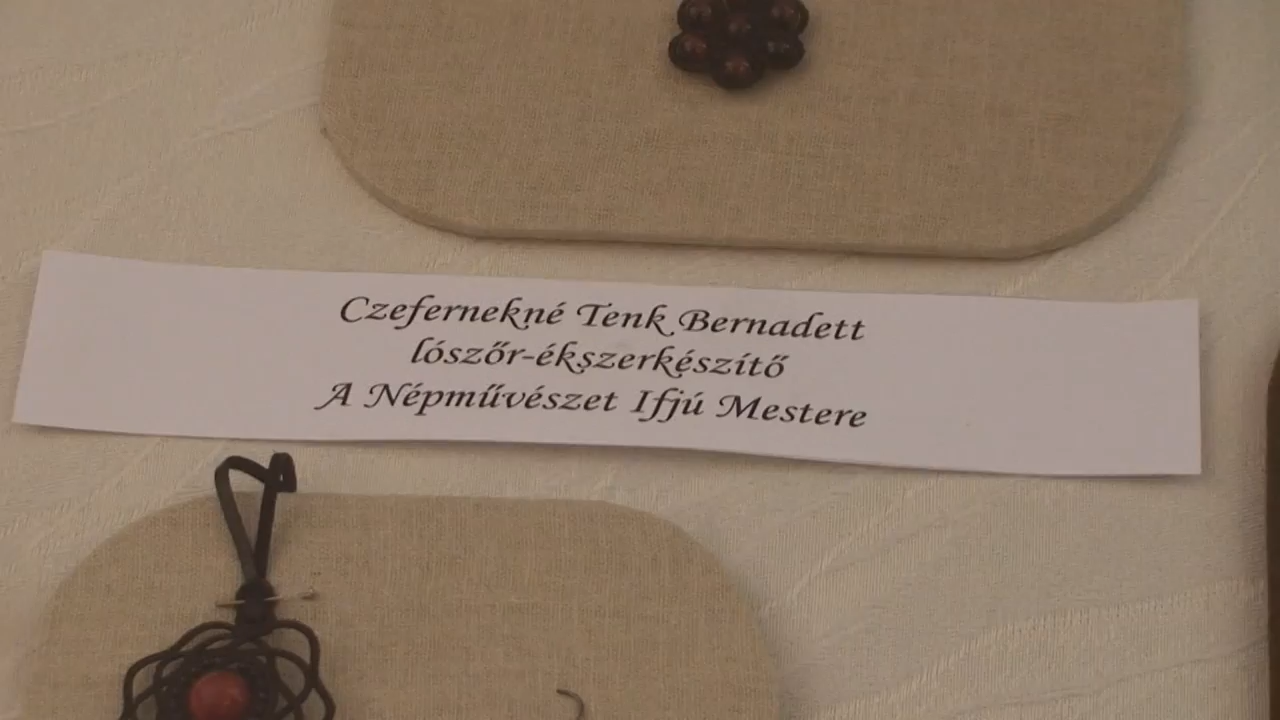 Czefernekné Tenk Bernadett
lószőr-ékszerkészítő
A Népművészet Ifjú Mestere